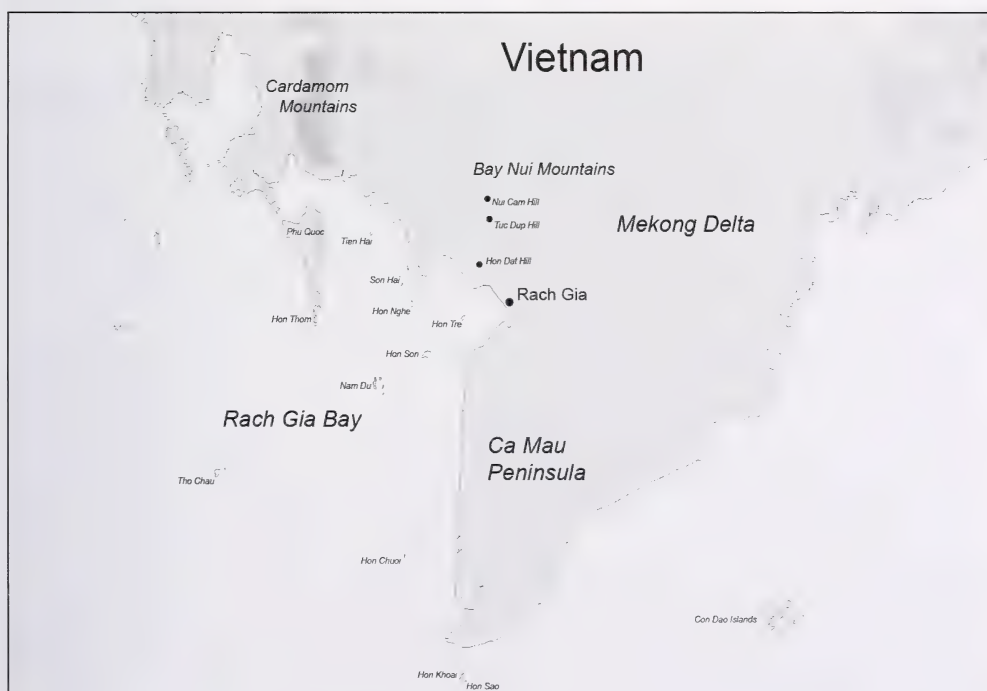 Vietnam
Cardamom
Mountains
Bay Nui Mountains
Nui Cam Hill
Tuc Dup Hill
Mekong Delta
Phu Quoc
Tien Hai
Hon Dat Hill
Son Hai
Rach Gia
Hon Nghe
Hon Thom
Hon Tre
Hon Son
Nam Du
Rach Gia Bay
Ca Mau
Peninsula
Tho Chau
Hon Chuoi
Con Dao Islands
Hon Khoai
Hon Sao